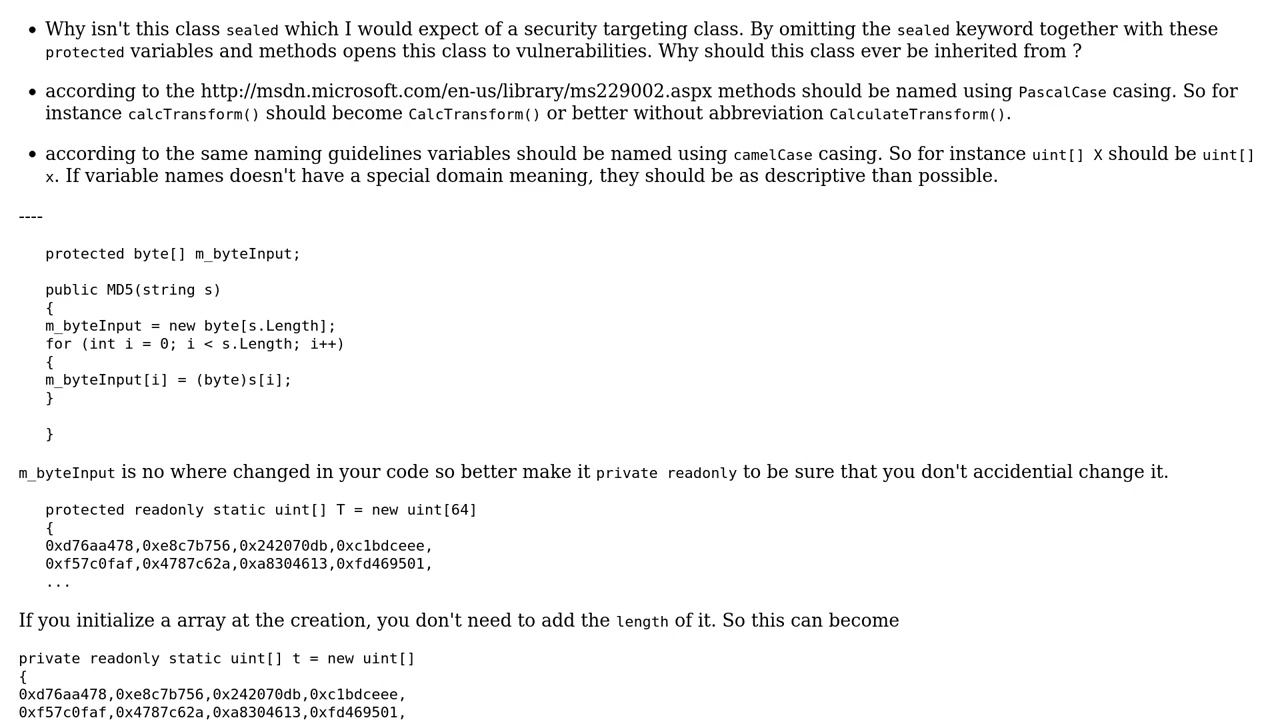 • Why isn't this class sealed which I would expect of a security targeting class. By omitting the sealed keyword together with these
protected variables and methods opens this class to vulnerabilities. Why should this class ever be inherited from ?
• according to the http://msdn.microsoft.com/en-us/library/ms229002.aspx methods should be named using PascalCase casing. So for
instance calcTransform() should become CalcTransform() or better without abbreviation CalculateTransform().
• according to the same naming guidelines variables should be named using camelCase casing. So for instance uint[] X should be uint[]
x. If variable names doesn't have a special domain meaning, they should be as descriptive than possible.
----
protected byte[] m_byteInput;
public MD5(string s)
{
m_byteInput = new byte[s.Length];
for (int i = 0; i < s.Length; i++)
{
m_byteInput[i] = (byte)s[i];
}
}
m_byteInput is no where changed in your code so better make it private readonly to be sure that you don't accidential change it.
protected readonly static uint[] T = new uint[64]
{
0xd76aa478,0xe8c7b756,0x242070db,0xc1bdceee,
0xf57c0faf,0x4787c62a,0xa8304613,0xfd469501,
...
If you initialize a array at the creation, you don't need to add the length of it. So this can become
private readonly static uint[] t = new uint[]
{
0xd76aa478,0xe8c7b756,0x242070db,0xc1bdceee,
0xf57c0faf,0x4787c62a,0xa8304613,0xfd469501,